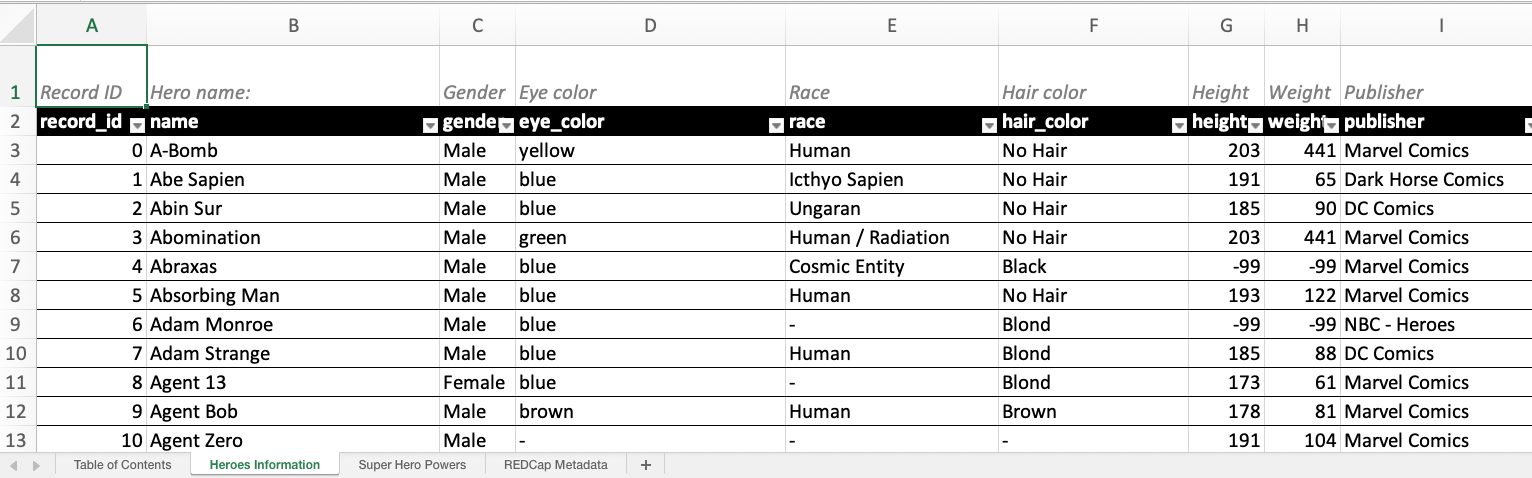 A B C D E F G H I
1 Record ID Hero name: Gender Eye color Race Hair color Height Weight Publisher
2 record_id name gende eye_color race hair_color height weight publisher
3 0 A-Bomb Male yellow Human No Hair 203 441 Marvel Comics
4 1 Abe Sapien Male blue Icthyo Sapien No Hair 191 65 Dark Horse Comics
5 2 Abin Sur Male blue Ungaran No Hair 185 90 DC Comics
6 3 Abomination Male green Human / Radiation No Hair 203 441 Marvel Comics
7 4 Abraxas Male blue Cosmic Entity Black -99 -99 Marvel Comics
8 5 Absorbing Man Male blue Human No Hair 193 122 Marvel Comics
9 6 Adam Monroe Male blue - Blond -99 -99 NBC - Heroes
10 7 Adam Strange Male blue Human Blond 185 88 DC Comics
11 8 Agent 13 Female blue - Blond 173 61 Marvel Comics
12 9 Agent Bob Male brown Human Brown 178 81 Marvel Comics
13 10 Agent Zero Male - - - 191 104 Marvel Comics
Table of Contents Heroes Information Super Hero Powers REDCap Metadata +